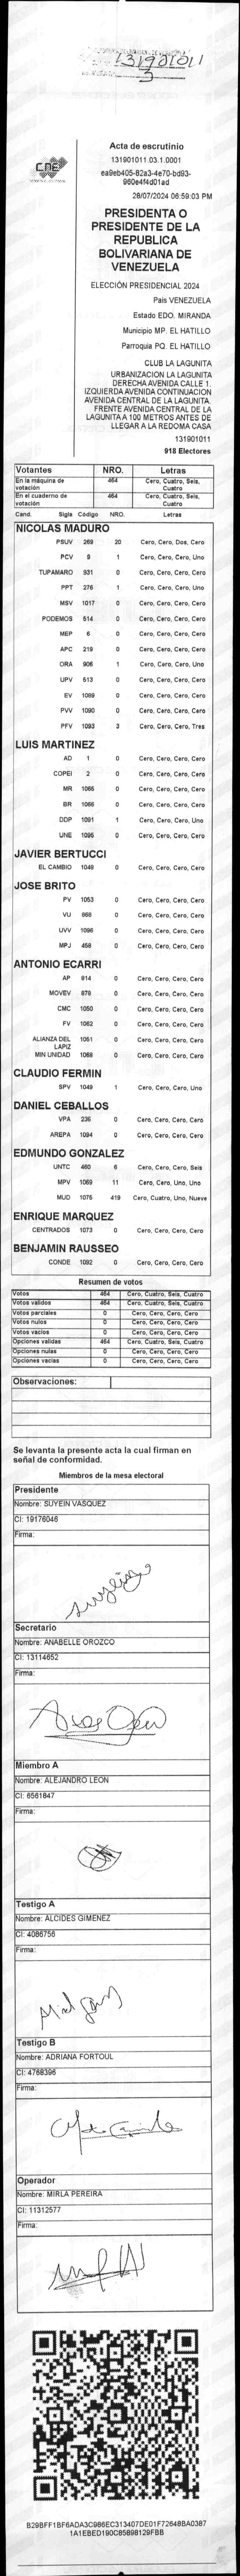 131901011
3
CNE
Acta de escrutinio
131901011.03.1.0001
ea9eb405-82a3-4e70-bd93-
960e4f4d01ad
28/07/2024 06:59:03 PM
PRESIDENTA O
PRESIDENTE DE LA
REPUBLICA
BOLIVARIANA DE
VENEZUELA
ELECCIÓN PRESIDENCIAL 2024
Pais VENEZUELA
Estado EDO. MIRANDA
Municipio MP. EL HATILLO
Parroquia PQ. EL HATILLO
CLUB LA LAGUNITA
URBANIZACION LA LAGUNITA
DERECHA AVENIDA CALLE 1.
IZQUIERDA AVENIDA CONTINUACION
AVENIDA CENTRAL DE LA LAGUNITA.
FRENTE AVENIDA CENTRAL DE LA
LAGUNITA A 100 METROS ANTES DE
LLEGAR A LA REDOMA CASA
131901011
918 Electores
Votantes NRO. Letras
En la máquina de votación 464 Cero, Cuatro, Seis, Cuatro
En el cuaderno de votación 464 Cero, Cuatro, Seis, Cuatro
Cand. Sigla Código NRO. Letras
NICOLAS MADURO
PSUV 269 20 Cero, Cero, Dos, Cero
PCV 9 1 Cero, Cero, Cero, Uno
TUPAMARO 931 0 Cero, Cero, Cero, Cero
PPT 276 1 Cero, Cero, Cero, Uno
MSV 1017 0 Cero, Cero, Cero, Cero
PODEMOS 514 0 Cero, Cero, Cero, Cero
MEP 6 0 Cero, Cero, Cero, Cero
APC 219 0 Cero, Cero, Cero, Cero
ORA 906 1 Cero, Cero, Cero, Uno
UPV 513 0 Cero, Cero, Cero, Cero
EV 1089 0 Cero, Cero, Cero, Cero
PVV 1090 0 Cero, Cero, Cero, Cero
PFV 1093 3 Cero, Cero, Cero, Tres
LUIS MARTINEZ
AD 1 0 Cero, Cero, Cero, Cero
COPEI 2 0 Cero, Cero, Cero, Cero
MR 1065 0 Cero, Cero, Cero, Cero
BR 1066 0 Cero, Cero, Cero, Cero
DDP 1091 1 Cero, Cero, Cero, Uno
UNE 1095 0 Cero, Cero, Cero, Cero
JAVIER BERTUCCI
EL CAMBIO 1048 0 Cero, Cero, Cero, Cero
JOSE BRITO
PV 1053 0 Cero, Cero, Cero, Cero
VU 868 0 Cero, Cero, Cero, Cero
UVV 1096 0 Cero, Cero, Cero, Cero
MPJ 458 0 Cero, Cero, Cero, Cero
ANTONIO ECARRI
AP 814 0 Cero, Cero, Cero, Cero
MOVEV 879 0 Cero, Cero, Cero, Cero
CMC 1050 0 Cero, Cero, Cero, Cero
FV 1062 0 Cero, Cero, Cero, Cero
ALIANZA DEL LAPIZ 1051 0 Cero, Cero, Cero, Cero
MIN UNIDAD 1068 0 Cero, Cero, Cero, Cero
CLAUDIO FERMIN
SPV 1049 1 Cero, Cero, Cero, Uno
DANIEL CEBALLOS
VPA 235 0 Cero, Cero, Cero, Cero
AREPA 1094 0 Cero, Cero, Cero, Cero
EDMUNDO GONZALEZ
UNTC 460 6 Cero, Cero, Cero, Seis
MPV 1069 11 Cero, Cero, Uno, Uno
MUD 1075 419 Cero, Cuatro, Uno, Nueve
ENRIQUE MARQUEZ
CENTRADOS 1073 0 Cero, Cero, Cero, Cero
BENJAMIN RAUSSEO
CONDE 1092 0 Cero, Cero, Cero, Cero
Resumen de votos
Votos 464 Cero, Cuatro, Seis, Cuatro
Votos validos 464 Cero, Cuatro, Seis, Cuatro
Votos parciales 0 Cero, Cero, Cero, Cero
Votos nulos 0 Cero, Cero, Cero, Cero
Votos vacios 0 Cero, Cero, Cero, Cero
Opciones validas 464 Cero, Cuatro, Seis, Cuatro
Opciones nulas 0 Cero, Cero, Cero, Cero
Opciones vacias 0 Cero, Cero, Cero, Cero
Observaciones:
Se levanta la presente acta la cual firman en
señal de conformidad.
Miembros de la mesa electoral
Presidente
Nombre: SUYEIN VASQUEZ
CI: 19176046
Firma:
Secretario
Nombre: ANABELLE OROZCO
CI: 13114652
Firma:
Miembro A
Nombre: ALEJANDRO LEON
CI: 6561847
Firma:
Testigo A
Nombre: ALCIDES GIMENEZ
CI: 4086756
Firma:
Testigo B
Nombre: ADRIANA FORTOUL
CI: 4768396
Firma:
Operador
Nombre: MIRLA PEREIRA
CI: 11312577
Firma:
B29BFF1BF6ADA3C986EC313407DE01F72648BA0387
1A1EBED190C85898129FBB